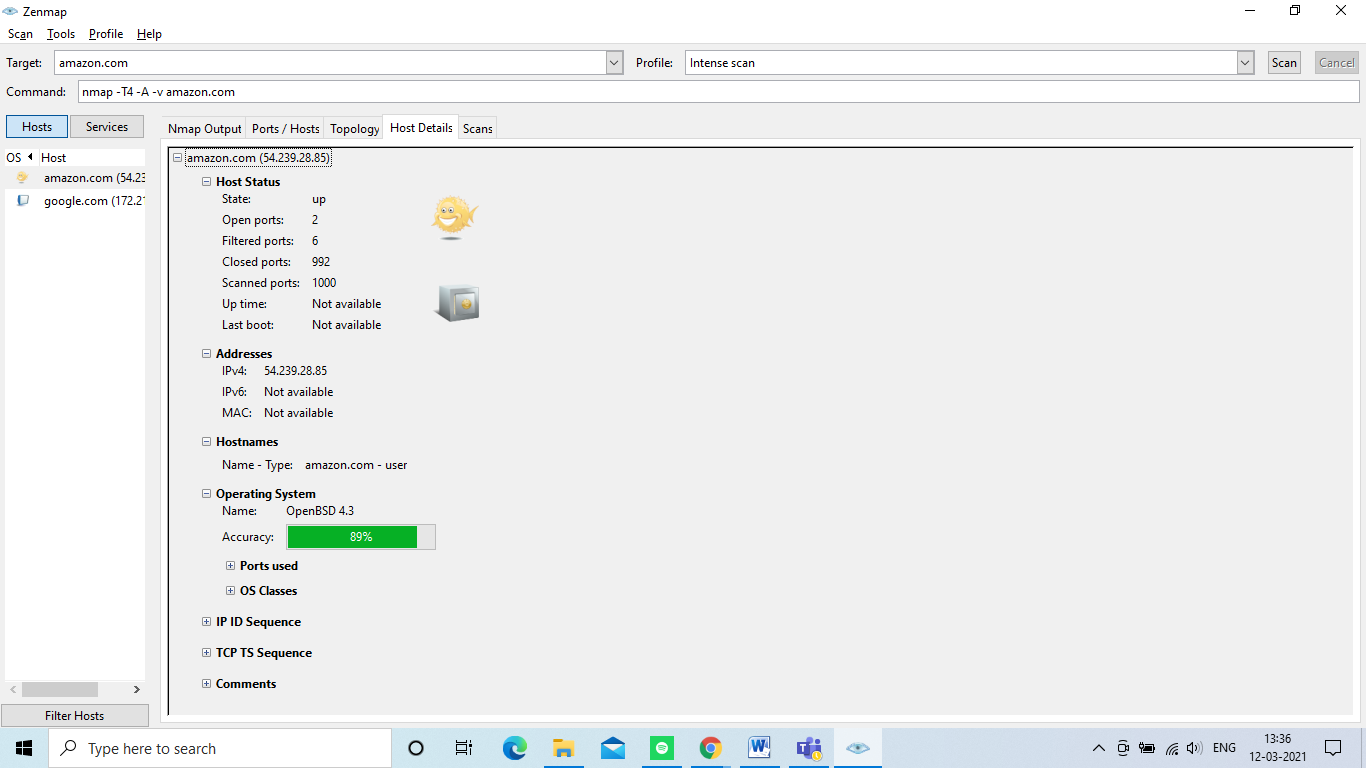 Zenmap
Scan Tools Profile Help
Target: amazon.com Profile: Intense scan Scan Cancel
Command: nmap -T4 -A -v amazon.com
Hosts Services Nmap Output Ports / Hosts Topology Host Details Scans
OS Host
amazon.com (54.23
google.com (172.21
amazon.com (54.239.28.85)
Host Status
State: up
Open ports: 2
Filtered ports: 6
Closed ports: 992
Scanned ports: 1000
Up time: Not available
Last boot: Not available
Addresses
IPv4: 54.239.28.85
IPv6: Not available
MAC: Not available
Hostnames
Name - Type: amazon.com - user
Operating System
Name: OpenBSD 4.3
Accuracy: 89%
Ports used
OS Classes
IP ID Sequence
TCP TS Sequence
Comments
Filter Hosts
Type here to search
ENG
13:36
12-03-2021